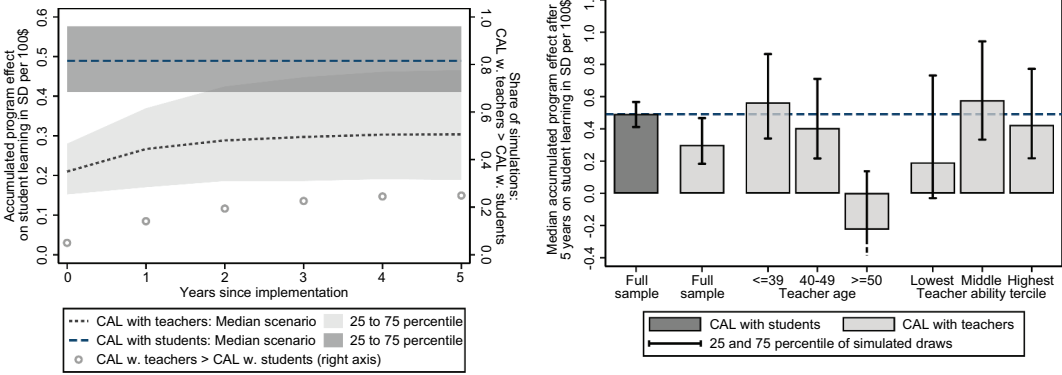 Accumulated program effect
on student learning in SD per 100$
0.6
0.5
0.4
0.3
0.2
0.1
0.0
1.0
0.8
0.6
0.4
0.2
0.0
Share of simulations:
CAL w. teachers > CAL w. students
0 1 2 3 4 5
Years since implementation
CAL with teachers: Median scenario 25 to 75 percentile
CAL with students: Median scenario 25 to 75 percentile
CAL w. teachers > CAL w. students (right axis)
Median accumulated program effect after
5 years on student learning in SD per 100$
1.2
1.0
0.8
0.6
0.4
0.2
0.0
-0.2
-0.4
Full Full <=39 40-49 >=50 Lowest Middle Highest
sample sample Teacher age Teacher ability tercile
CAL with students CAL with teachers
25 and 75 percentile of simulated draws